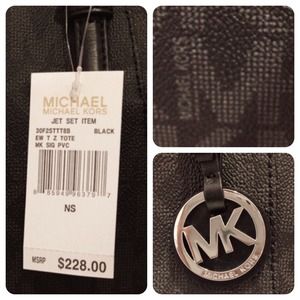 MICHAEL
MICHAEL KORS
JET SET ITEM
30F2STTT8B BLACK
EW T Z TOTE
MK SIG PVC
NS
MSRP $228.00
MK
MICHAEL KORS